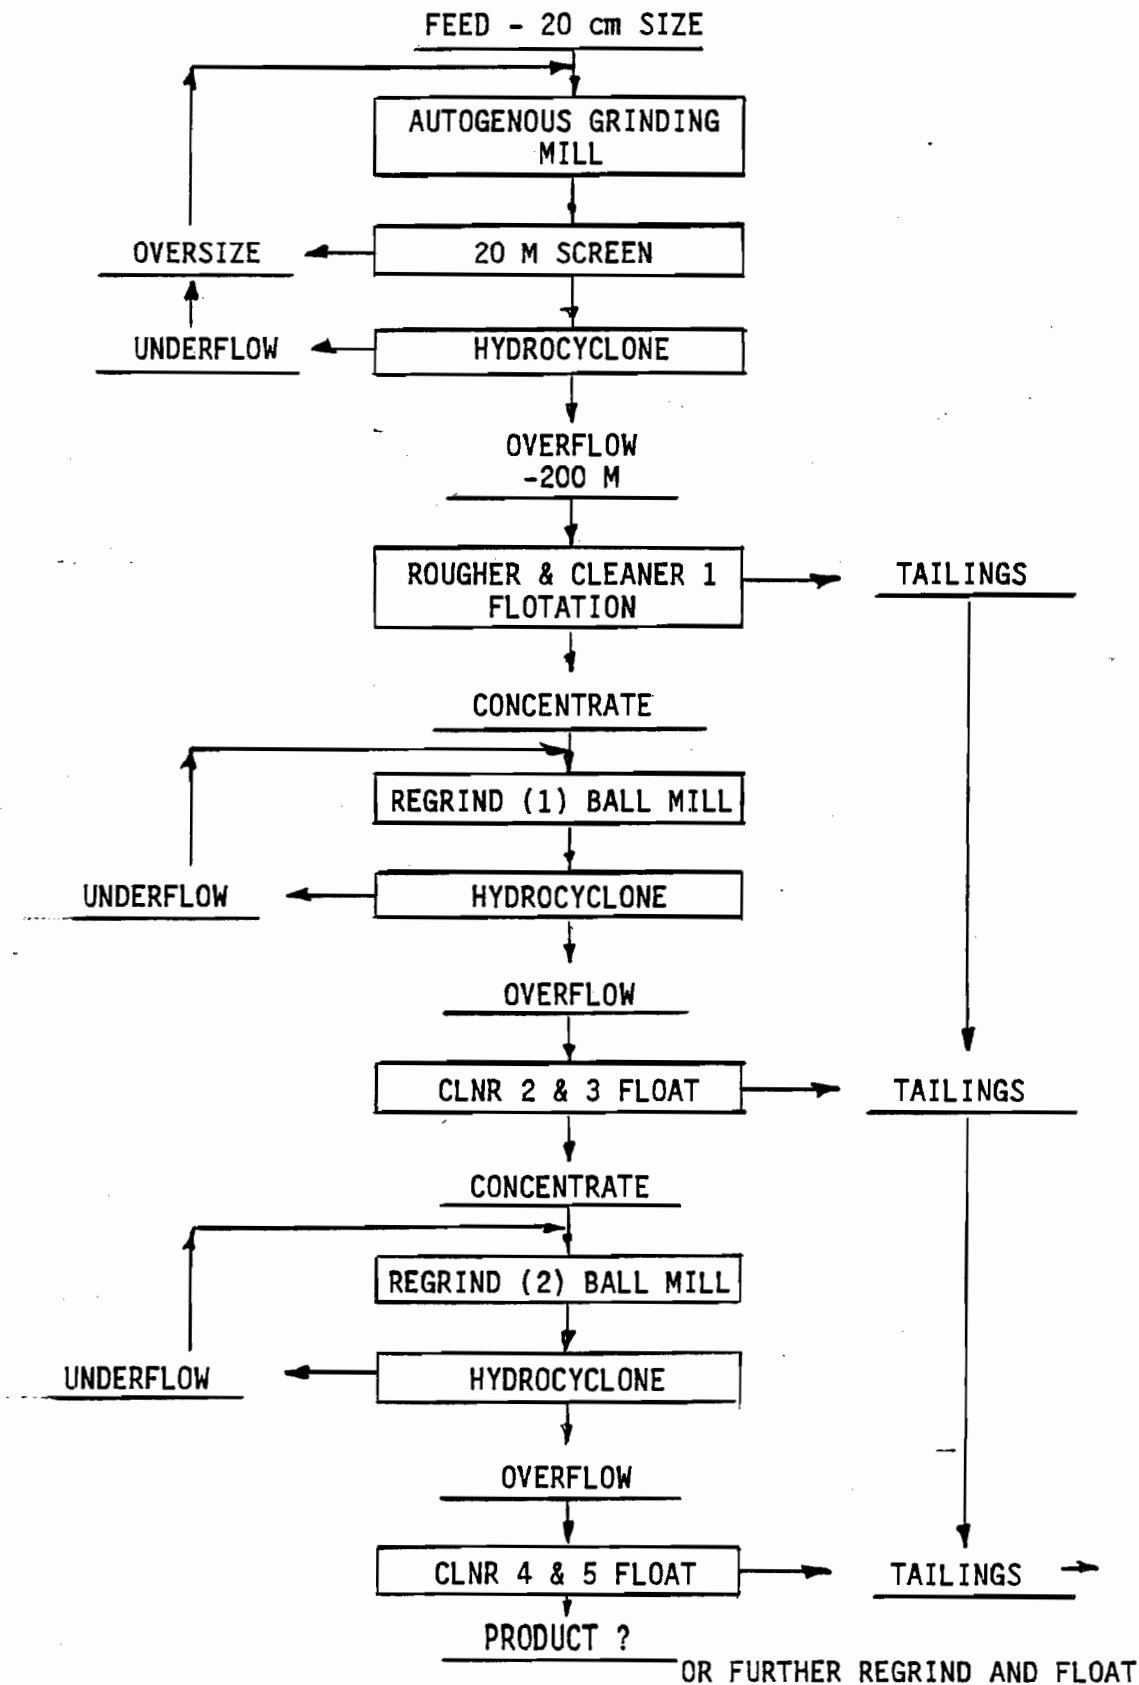 FEED - 20 cm SIZE
AUTOGENOUS GRINDING
MILL
OVERSIZE
20 M SCREEN
UNDERFLOW
HYDROCYCLONE
OVERFLOW
-200 M
ROUGHER & CLEANER 1
FLOTATION
TAILINGS
CONCENTRATE
REGRIND (1) BALL MILL
UNDERFLOW
HYDROCYCLONE
OVERFLOW
CLNR 2 & 3 FLOAT
TAILINGS
CONCENTRATE
REGRIND (2) BALL MILL
UNDERFLOW
HYDROCYCLONE
OVERFLOW
CLNR 4 & 5 FLOAT
TAILINGS
PRODUCT ?
OR FURTHER REGRIND AND FLOAT